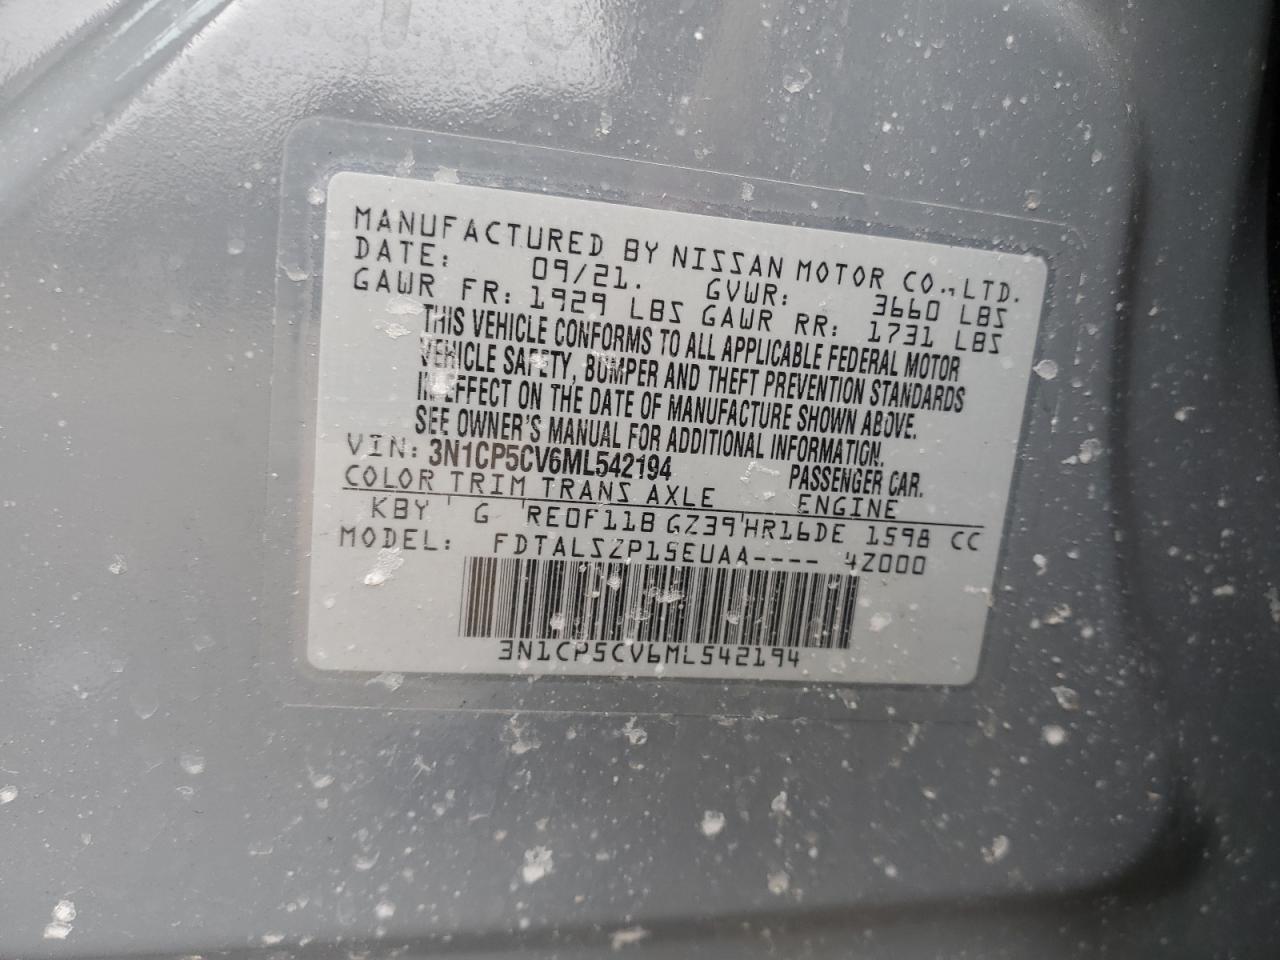 MANUFACTURED BY NISSAN MOTOR CO., LTD.
DATE: 09/21. GVWR: 3660 LBS
GAWR FR: 1929 LBS GAWR RR: 1731 LBS
THIS VEHICLE CONFORMS TO ALL APPLICABLE FEDERAL MOTOR
VEHICLE SAFETY, BUMPER AND THEFT PREVENTION STANDARDS
IN EFFECT ON THE DATE OF MANUFACTURE SHOWN ABOVE.
SEE OWNER'S MANUAL FOR ADDITIONAL INFORMATION.
VIN: 3N1CP5CV6ML542194 PASSENGER CAR.
COLOR TRIM TRANS AXLE ENGINE
KBY G RE0F11B GZ39 HR16DE 1598 CC
MODEL: FDTALSZP15EUAA---- 4Z000
3N1CP5CV6ML542194